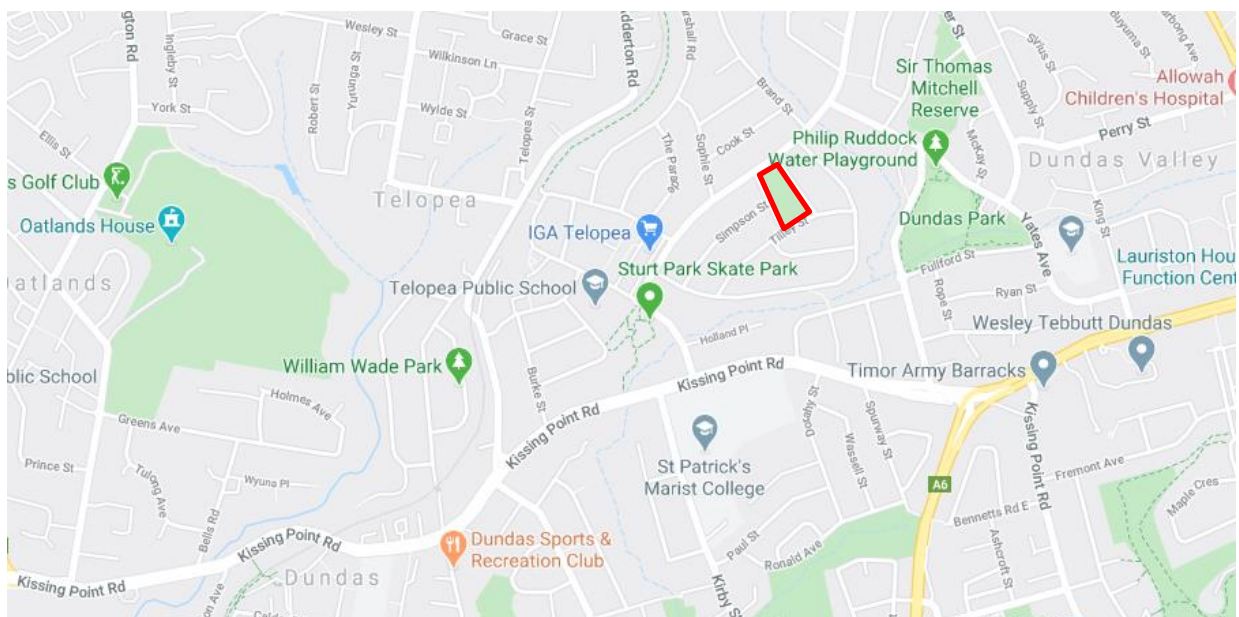 Wesley St
Grace St
Wilkinson Ln
Ingleby St
Robert St
Yurunga St
Wylde St
Telopea St
York St
Ellis St
Brand St
Cook St
Sophie St
Sir Thomas
Mitchell
Reserve
Supply St
Allowah
Children's Hospital
Perry St
McKay St
Philip Ruddock
Water Playground
Dundas Valley
Telopea
s Golf Club
Oatlands House
IGA Telopea
Simpson St
Tilley St
Dundas Park
King St
Yates Ave
Sturt Park Skate Park
Telopea Public School
Fullford St
Rope St
Ryan St
Lauriston Hou
Function Cent
Holland Pl
Wesley Tebbutt Dundas
William Wade Park
Kissing Point Rd
Timor Army Barracks
blic School
Holmes Ave
Burke St
Greens Ave
Kissing Point Rd
Spurway St
Wassell St
Kissing Point Rd
Prince St
Tulong Ave
Wyuna Pl
Bells Rd
St Patrick's
Marist College
Fremont Ave
A6
Maple Cres
Bennetts Rd E
Ashcroft St
Paul St
Ronald Ave
Kissing Point Rd
Dundas Sports &
Recreation Club
Dundas
Kissing Point Rd
Kirby S